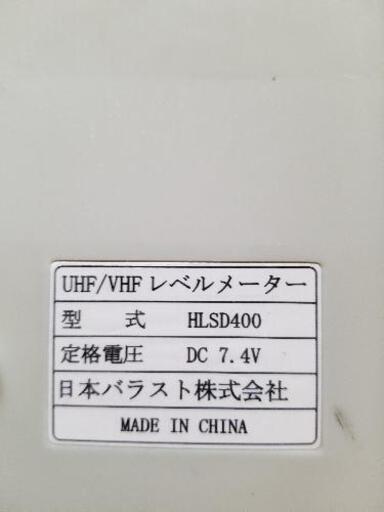 UHF/VHF レベルメーター
型　式　HLSD400
定格電圧　DC 7.4V
日本バラスト株式会社
MADE IN CHINA